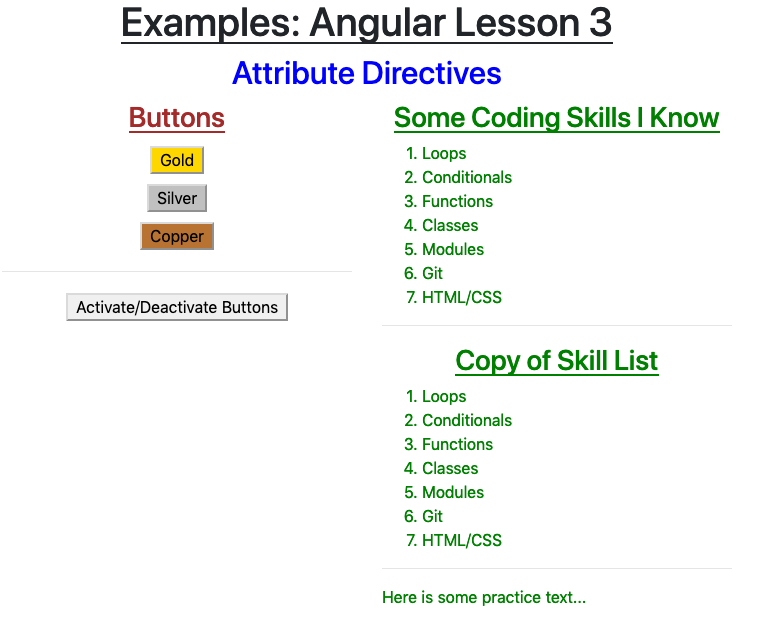 Examples: Angular Lesson 3
Attribute Directives
Buttons
Gold
Silver
Copper
Activate/Deactivate Buttons
Some Coding Skills I Know
1. Loops
2. Conditionals
3. Functions
4. Classes
5. Modules
6. Git
7. HTML/CSS
Copy of Skill List
1. Loops
2. Conditionals
3. Functions
4. Classes
5. Modules
6. Git
7. HTML/CSS
Here is some practice text...